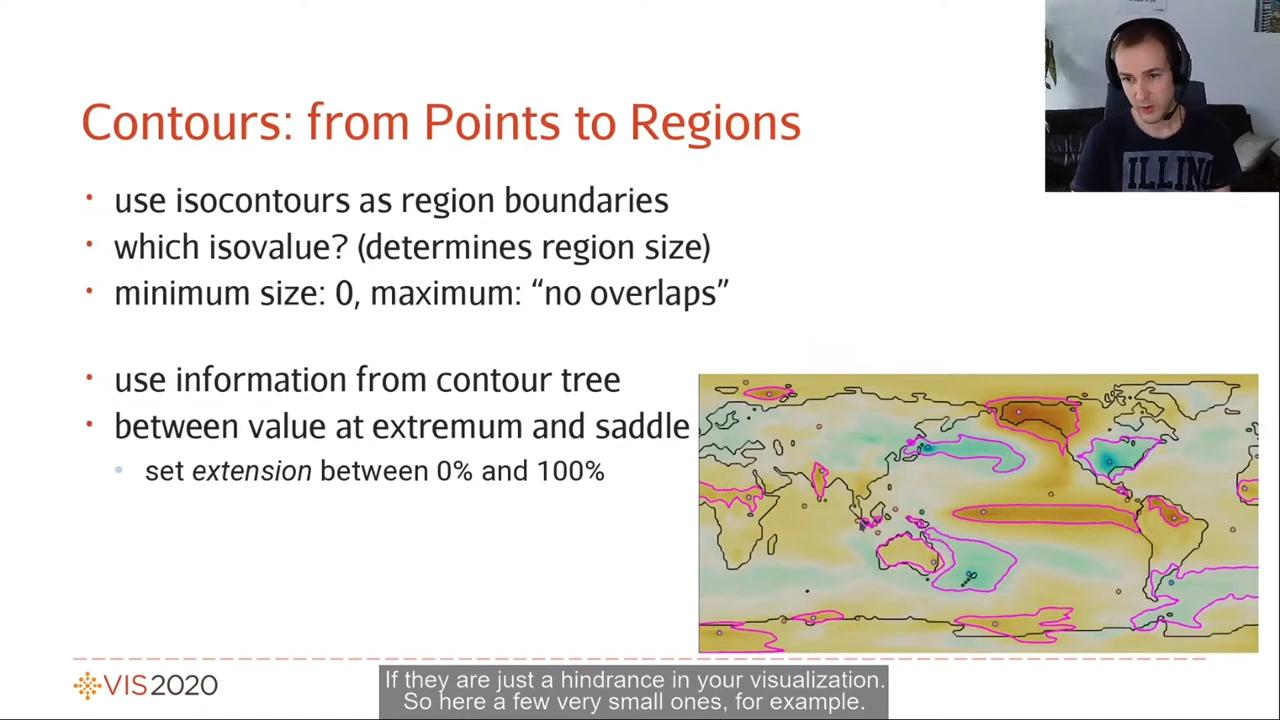 Contours: from Points to Regions
use isocontours as region boundaries
which isovalue? (determines region size)
minimum size: 0, maximum: “no overlaps”
use information from contour tree
between value at extremum and saddle
set extension between 0% and 100%
ILLINO
VIS2020
If they are just a hindrance in your visualization.
So here a few very small ones, for example.